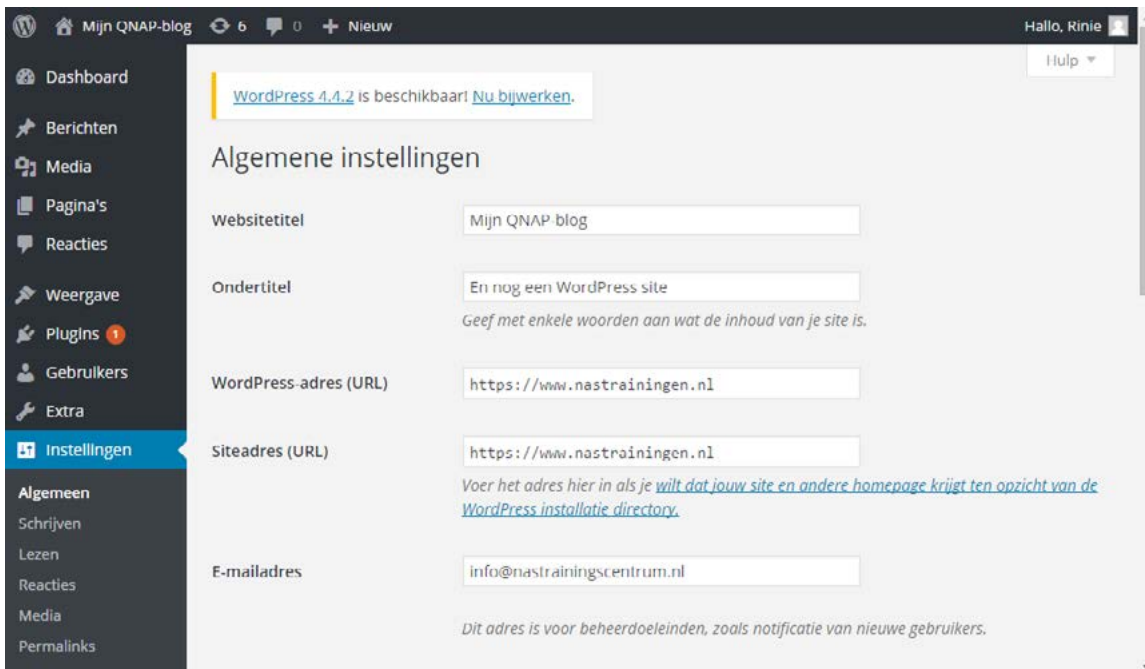 Mijn QNAP-blog 6 0 + Nieuw Hallo, Rinie
Hulp
Dashboard
Berichten
Media
Pagina's
Reacties
Weergave
Plugins 1
Gebruikers
Extra
Instellingen
Algemeen
Schrijven
Lezen
Reacties
Media
Permalinks
WordPress 4.4.2 is beschikbaar! Nu bijwerken.
Algemene instellingen
Websitetitel Mijn QNAP-blog
Ondertitel En nog een WordPress site
Geef met enkele woorden aan wat de inhoud van je site is.
WordPress-adres (URL) https://www.nastrainingen.nl
Siteadres (URL) https://www.nastrainingen.nl
Voer het adres hier in als je wilt dat jouw site en andere homepage krijgt ten opzicht van de
WordPress installatie directory.
E-mailadres info@nastrainingscentrum.nl
Dit adres is voor beheerdoeleinden, zoals notificatie van nieuwe gebruikers.